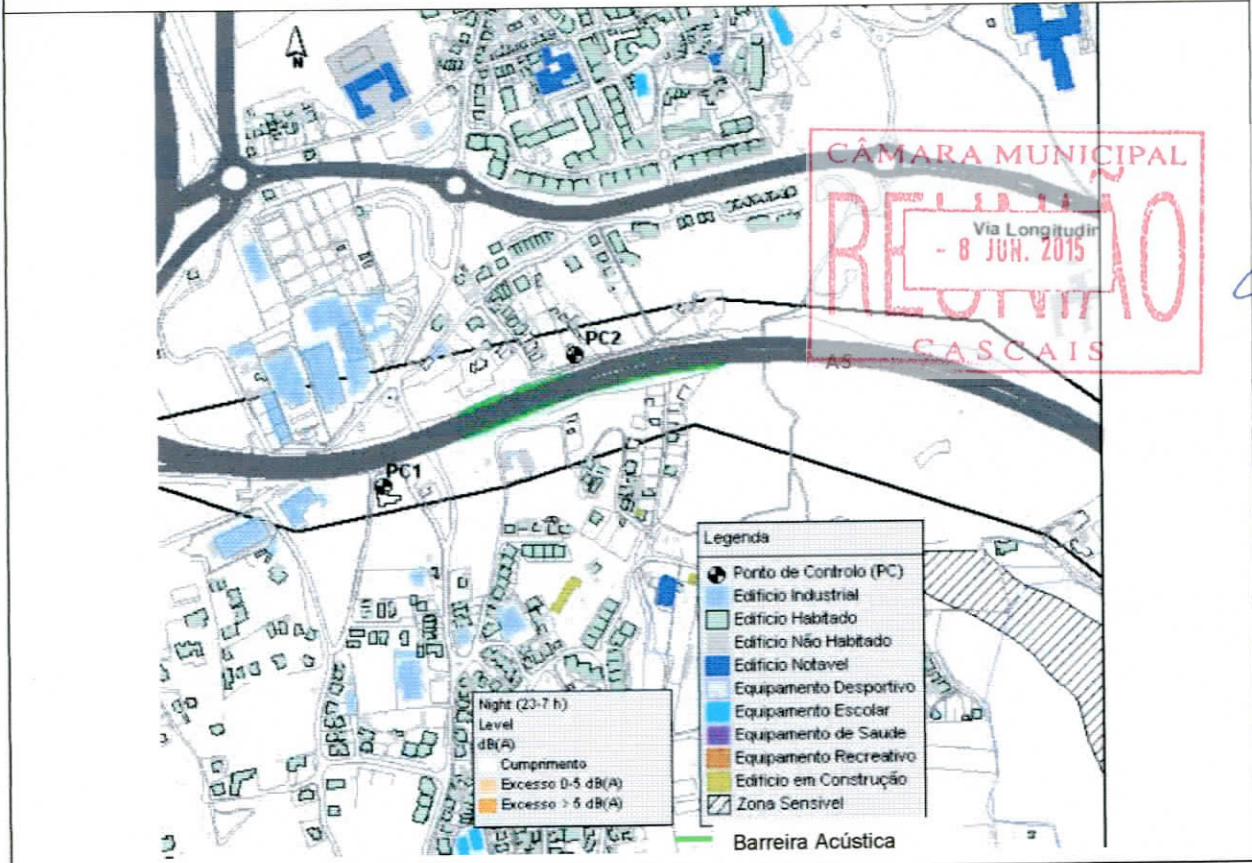 N
CÂMARA MUNICIPAL
REUNIÃO
Via Longitudin
- 8 JUN. 2015
CASCAIS
A5
PC2
PC1
Legenda
Ponto de Controlo (PC)
Edificio Industrial
Edificio Habitado
Edificio Não Habitado
Edificio Notavel
Equipamento Desportivo
Equipamento Escolar
Equipamento de Saude
Equipamento Recreativo
Edificio em Construção
Zona Sensivel
Barreira Acústica
Night (23-7 h)
Level
dB(A)
Cumprimento
Excesso 0-5 dB(A)
Excesso > 5 dB(A)